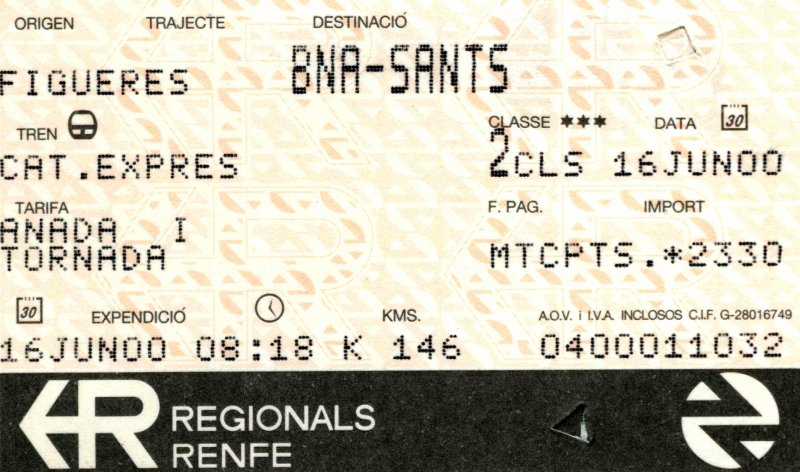 ORIGEN TRAJECTE DESTINACIÓ
FIGUERES BNA-SANTS
TREN CLASSE *** DATA 30
CAT.EXPRES 2CLS 16JUN00
TARIFA F. PAG. IMPORT
ANADA I
TORNADA MTCPTS.*2330
30 EXPENDICIÓ KMS. A.O.V. i I.V.A. INCLOSOS C.I.F. G-28016749
16JUN00 08:18 K 146 0400011032
R REGIONALS
RENFE